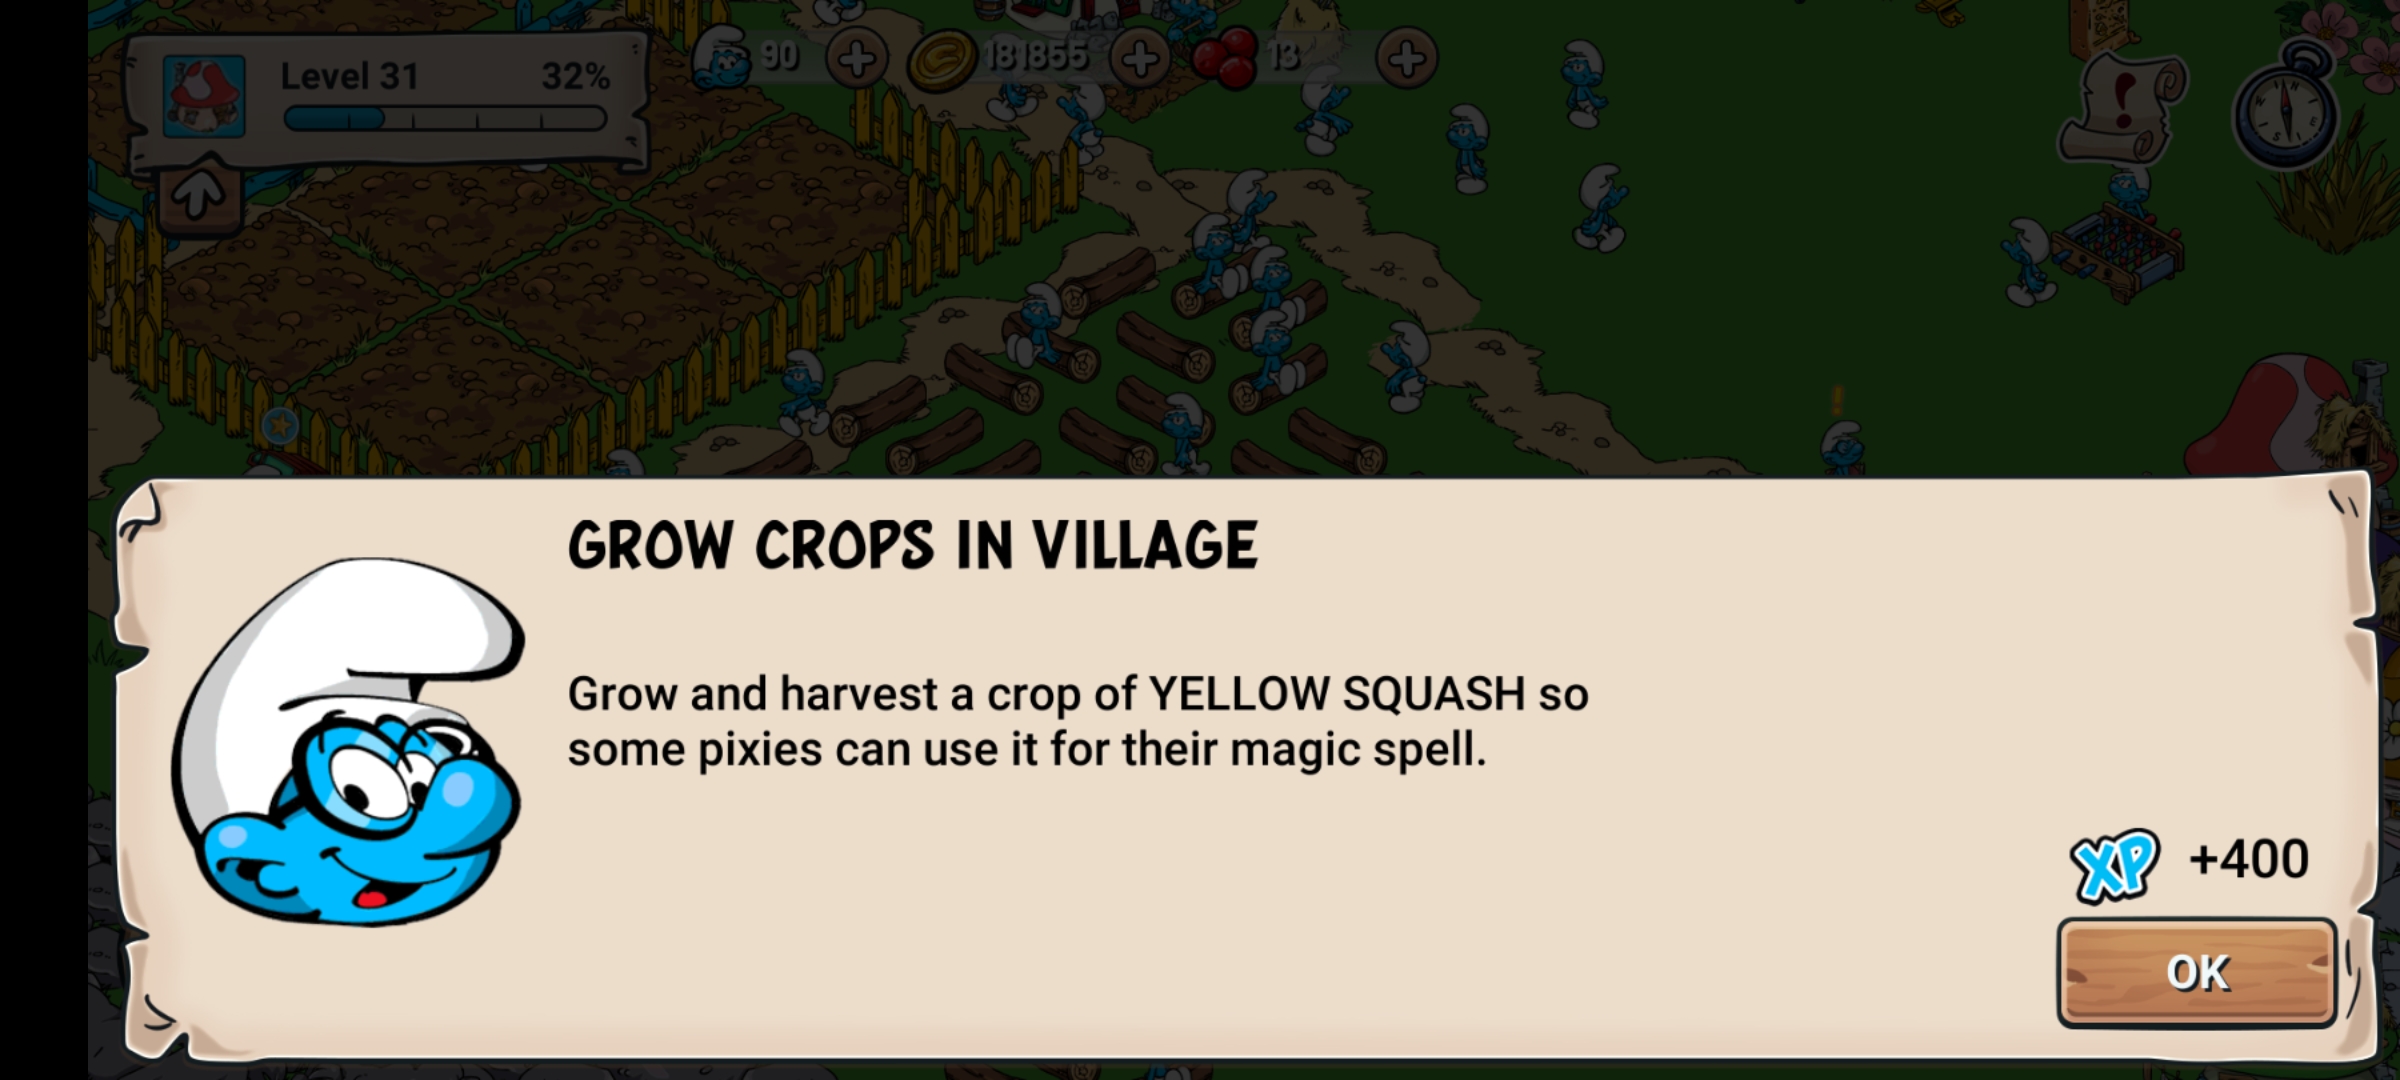 Level 31 32%
90
181855
13
GROW CROPS IN VILLAGE
Grow and harvest a crop of YELLOW SQUASH so
some pixies can use it for their magic spell.
XP +400
OK